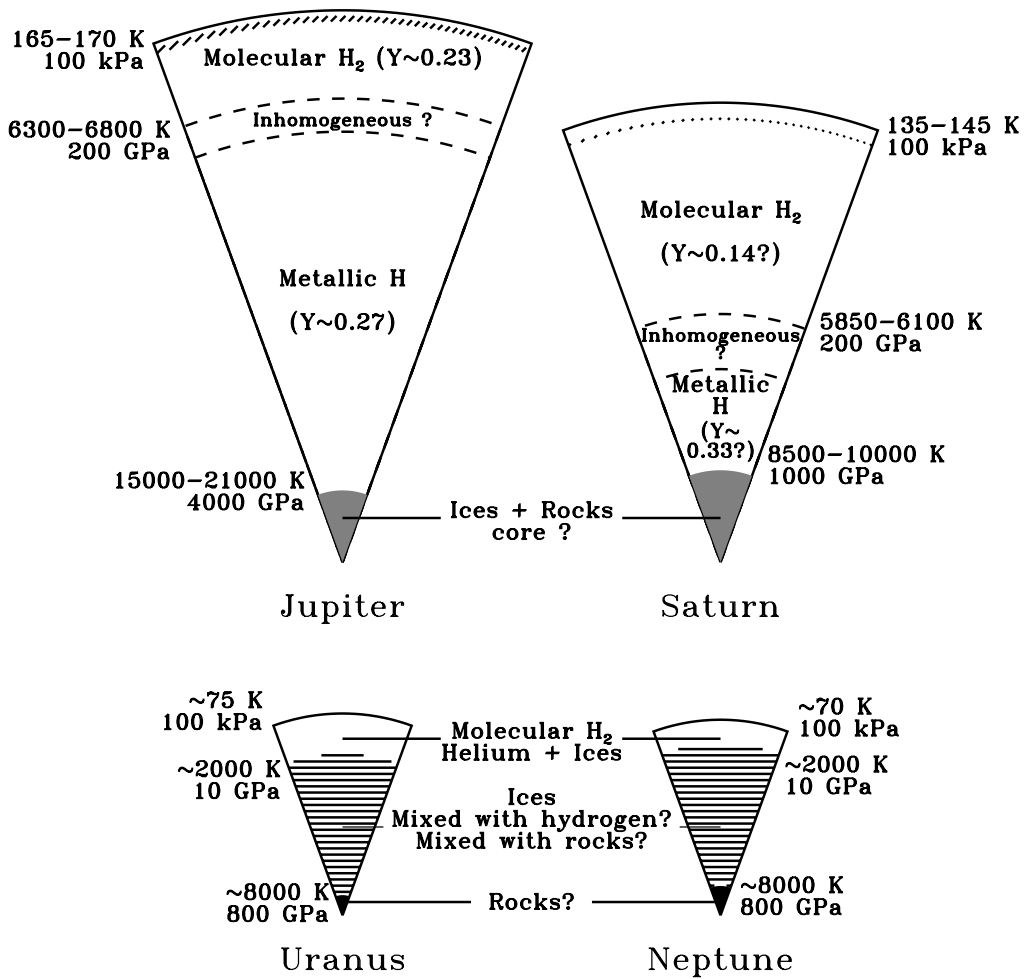 165–170 K
100 kPa
Molecular H₂ (Y~0.23)
Inhomogeneous ?
6300–6800 K
200 GPa
Metallic H
(Y~0.27)
15000-21000 K
4000 GPa
135–145 K
100 kPa
Molecular H₂
(Y~0.14?)
5850–6100 K
200 GPa
Inhomogeneous
?
Metallic
H
(Y~
0.33?)
8500–10000 K
1000 GPa
Ices + Rocks
core ?
Jupiter
Saturn
~75 K
100 kPa
~2000 K
10 GPa
~8000 K
800 GPa
Molecular H₂
Helium + Ices
Ices
Mixed with hydrogen?
Mixed with rocks?
Rocks?
~70 K
100 kPa
~2000 K
10 GPa
~8000 K
800 GPa
Uranus
Neptune